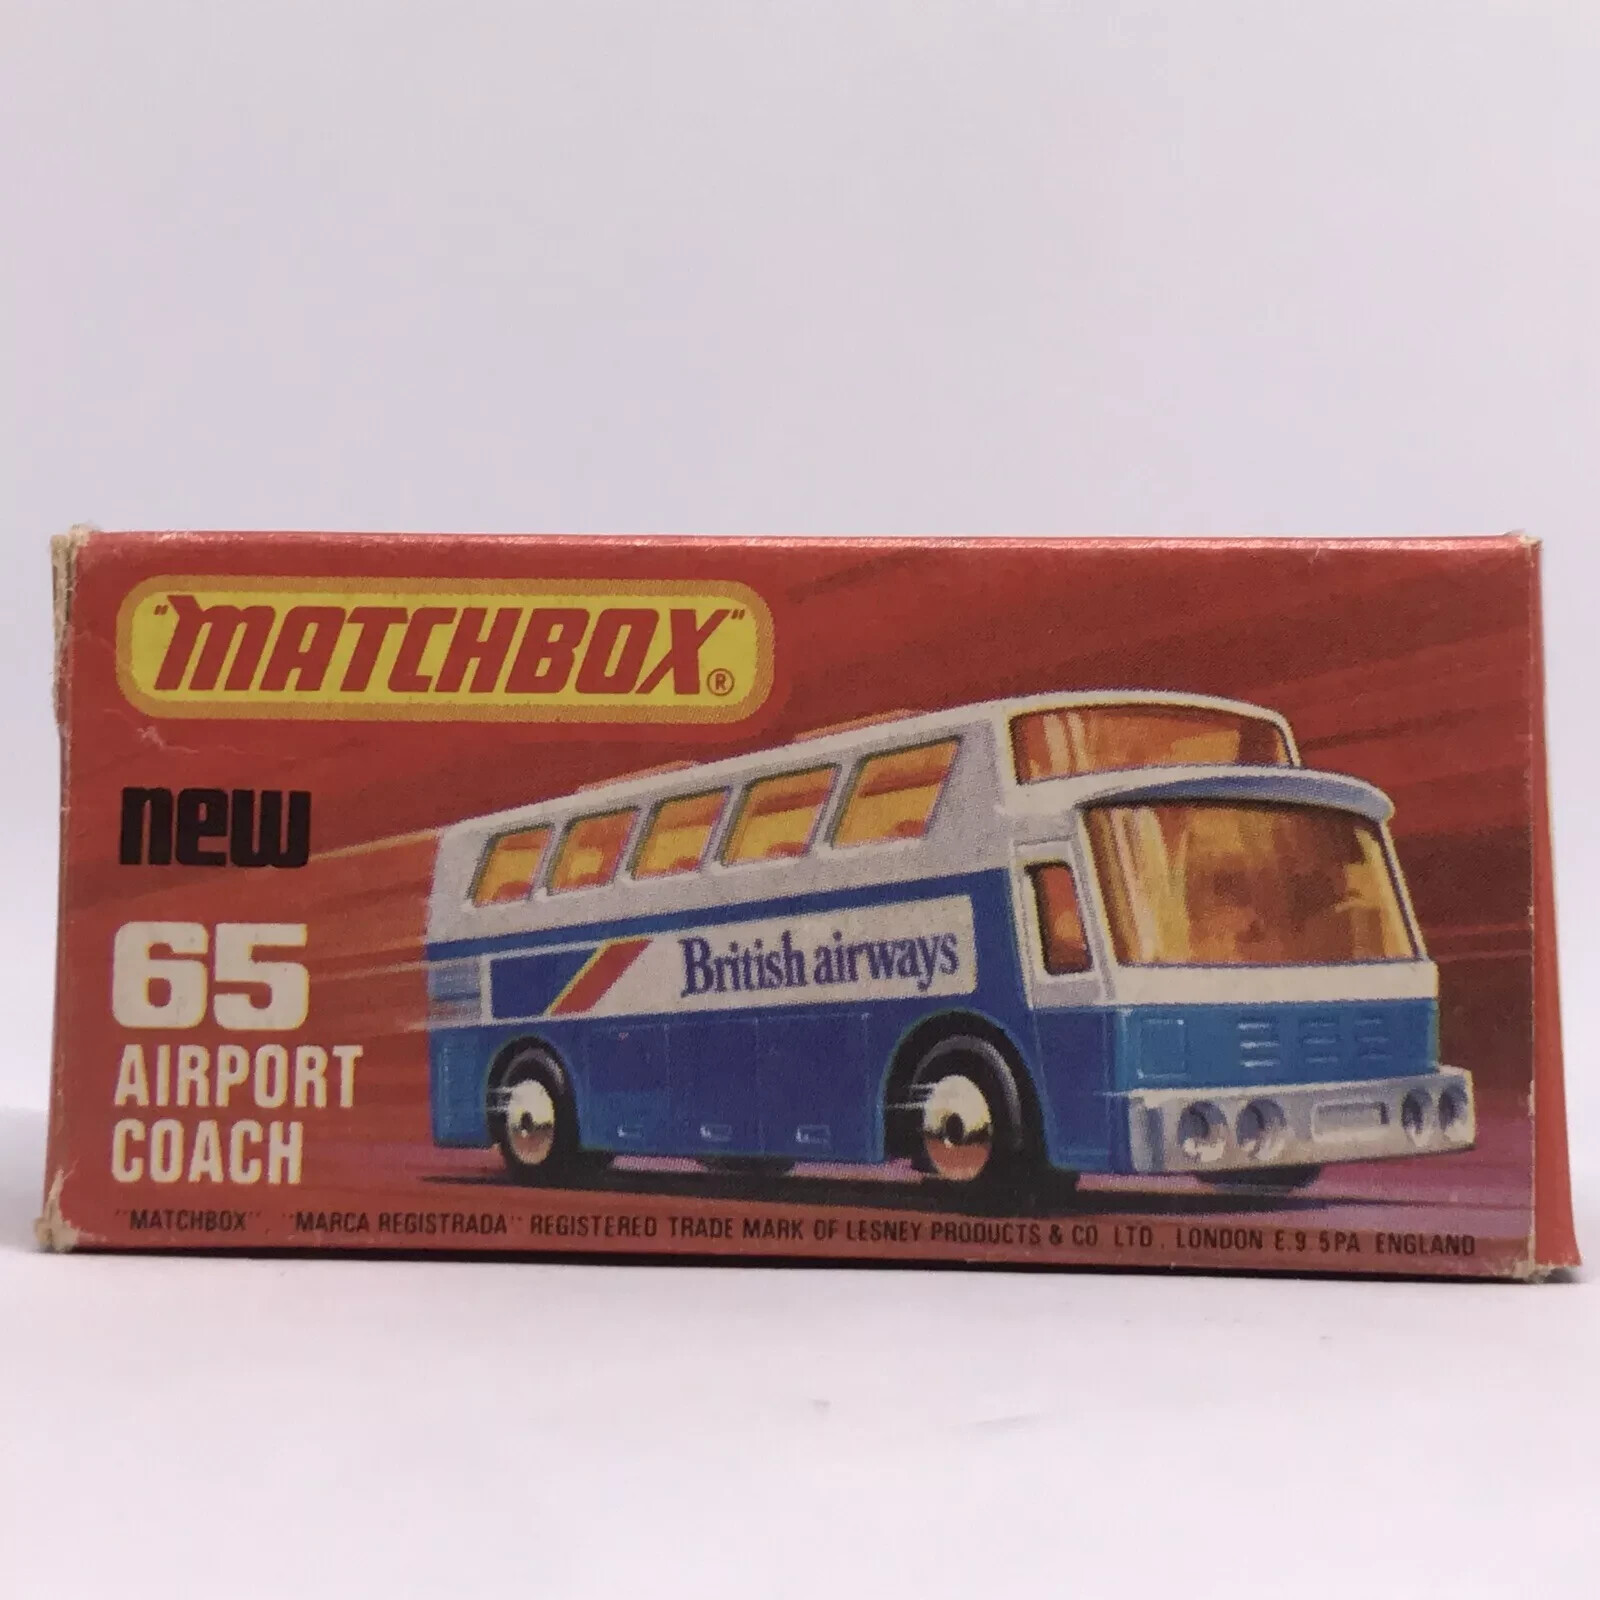 "MATCHBOX"®
new
65
AIRPORT
COACH
British airways
"MATCHBOX", "MARCA REGISTRADA" REGISTERED TRADE MARK OF LESNEY PRODUCTS & CO. LTD., LONDON E.9. 5PA ENGLAND